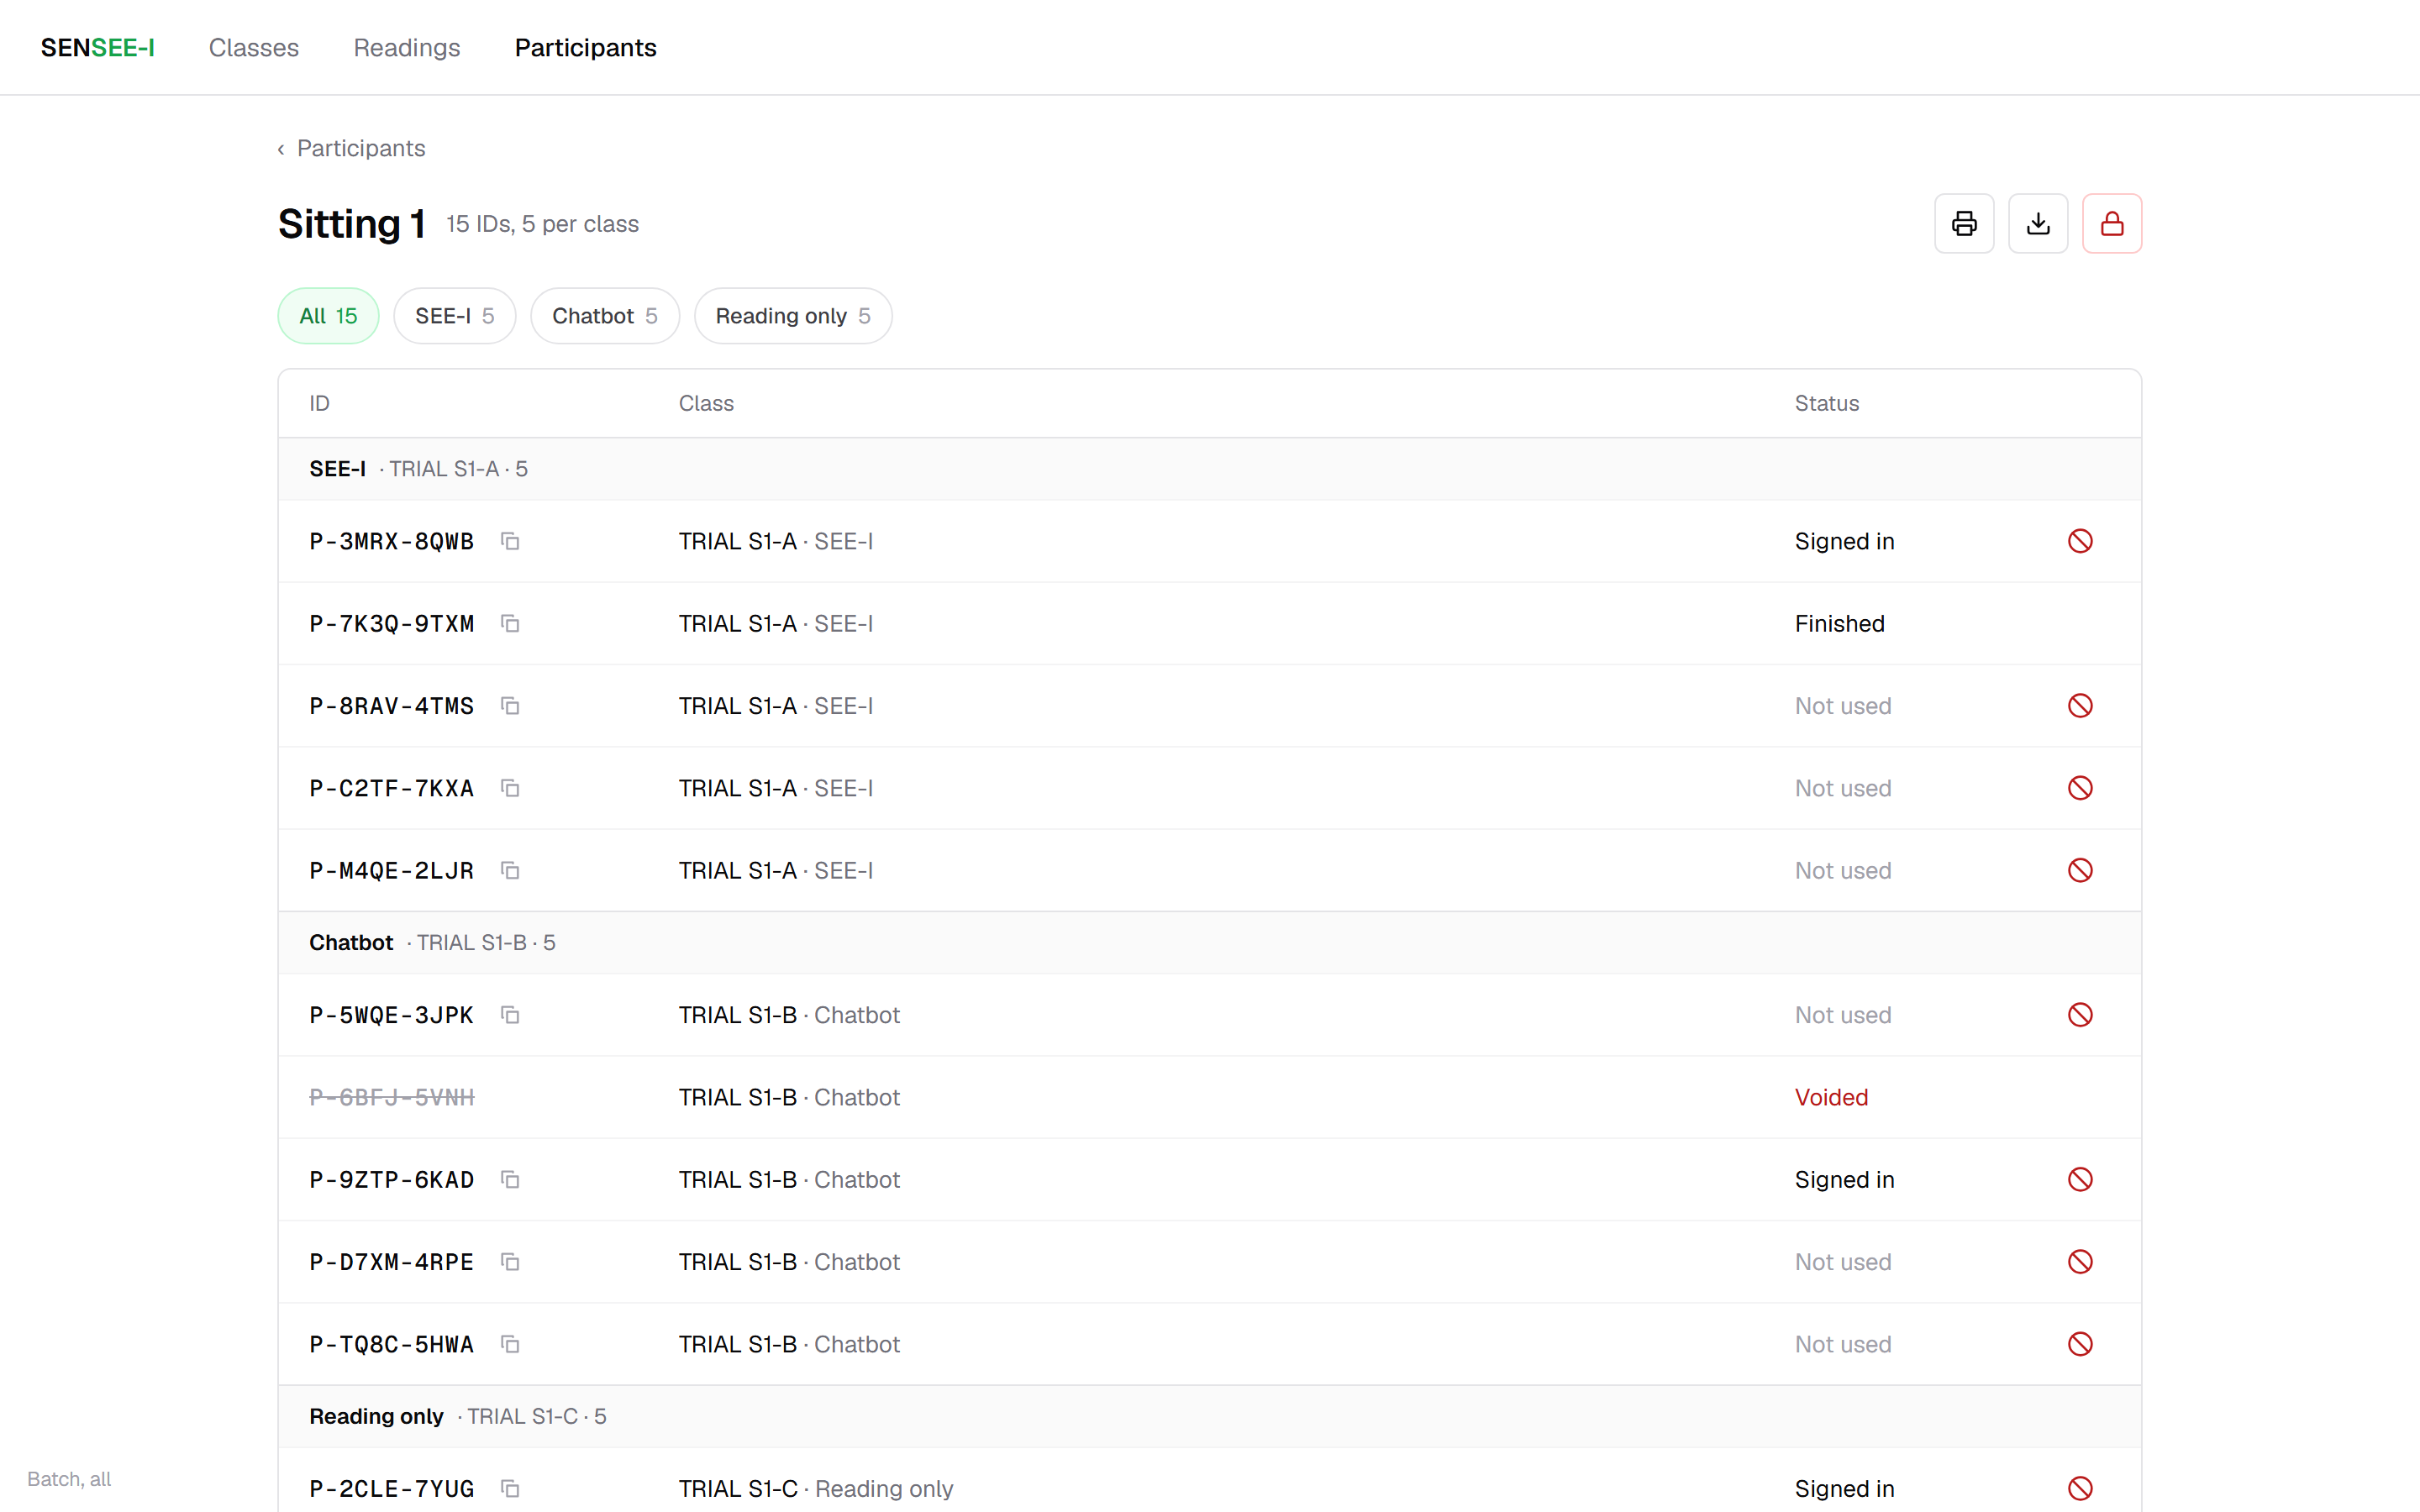 SENSEE-I Classes Readings Participants
‹ Participants
Sitting 1 15 IDs, 5 per class
All 15 SEE-I 5 Chatbot 5 Reading only 5
ID Class Status
SEE-I · TRIAL S1-A · 5
P-3MRX-8QWB TRIAL S1-A · SEE-I Signed in
P-7K3Q-9TXM TRIAL S1-A · SEE-I Finished
P-8RAV-4TMS TRIAL S1-A · SEE-I Not used
P-C2TF-7KXA TRIAL S1-A · SEE-I Not used
P-M4QE-2LJR TRIAL S1-A · SEE-I Not used
Chatbot · TRIAL S1-B · 5
P-5WQE-3JPK TRIAL S1-B · Chatbot Not used
P-6BFJ-5VNH TRIAL S1-B · Chatbot Voided
P-9ZTP-6KAD TRIAL S1-B · Chatbot Signed in
P-D7XM-4RPE TRIAL S1-B · Chatbot Not used
P-TQ8C-5HWA TRIAL S1-B · Chatbot Not used
Reading only · TRIAL S1-C · 5
P-2CLE-7YUG TRIAL S1-C · Reading only Signed in
Batch, all